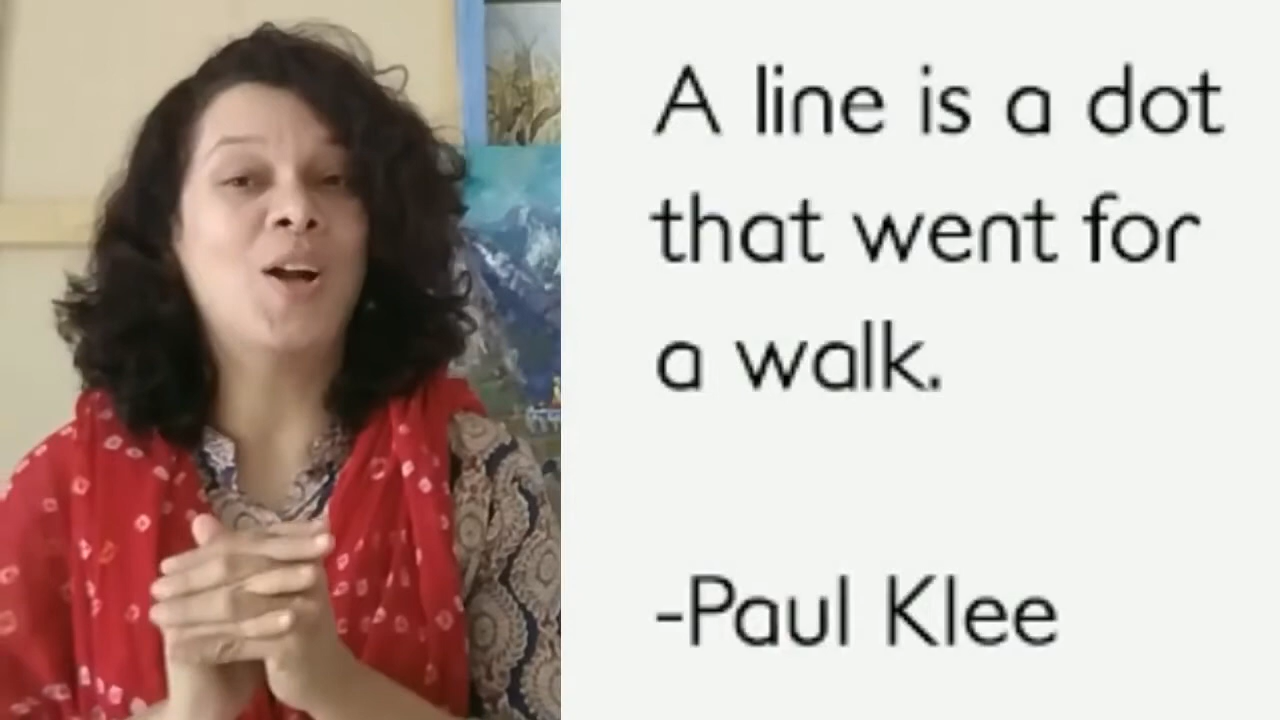 A line is a dot
that went for
a walk.
-Paul Klee